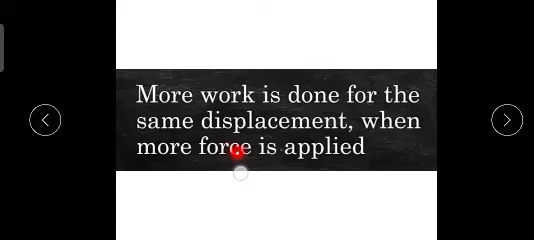 More work is done for the
same displacement, when
more force is applied